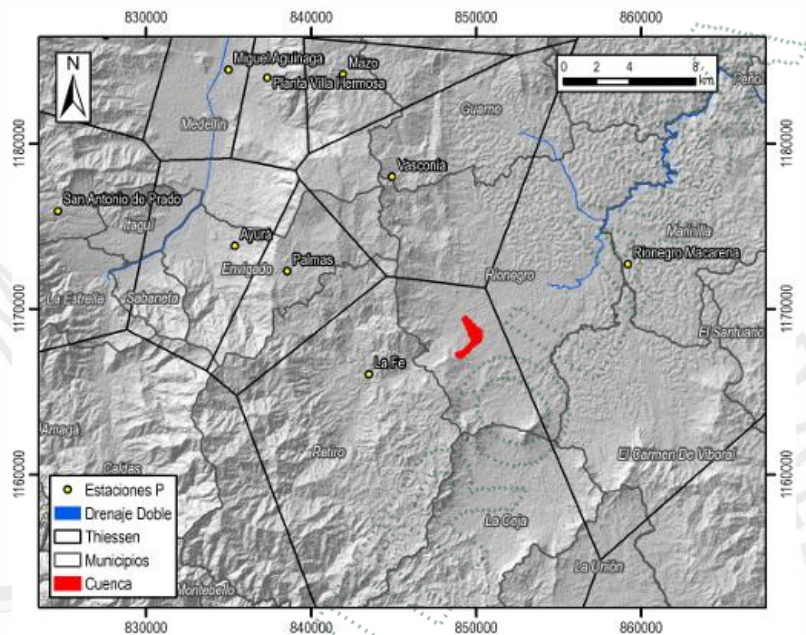 830000 840000 850000 860000
N
Miguel Aguinaga
Mazo
Planta Villa Hermosa
0 2 4 8
km
Peñol
Guarne
Medellín
1180000
1180000
Vasconia
San Antonio de Prado
Itagüí
Marinilla
Ayurá
Envigado
Palmas
Rionegro Macarena
Rionegro
La Estrella
Sabaneta
1170000
1170000
El Santuario
La Fe
Amagá
Retiro
El Carmen De Viboral
Caldas
1160000
1160000
Estaciones P
Drenaje Doble
Thiessen
Municipios
Cuenca
La Ceja
La Unión
Montebello
830000 840000 850000 860000